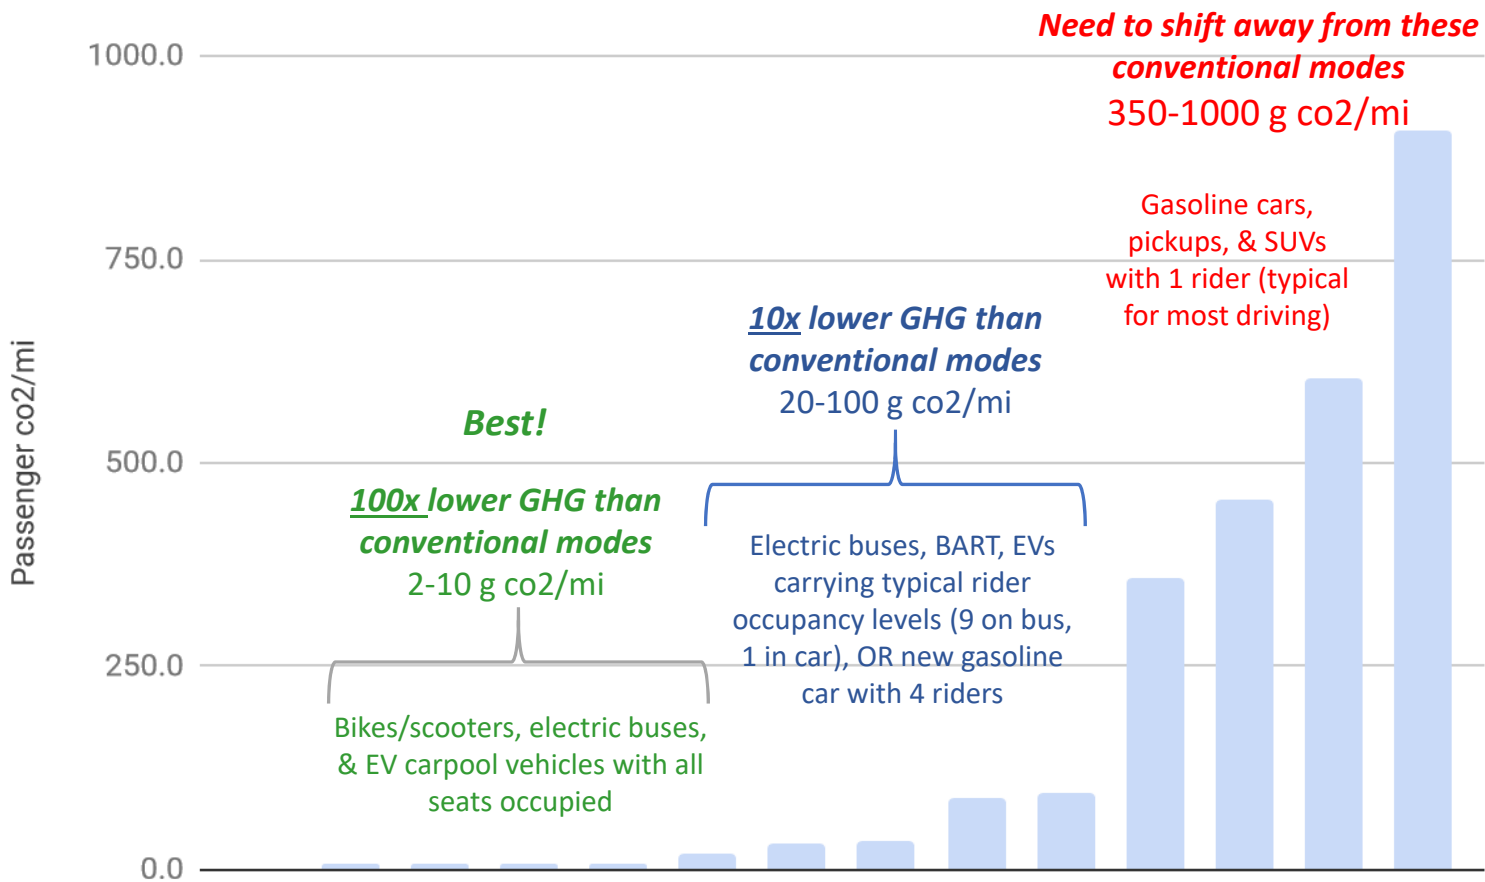 Need to shift away from these
conventional modes
350-1000 g co2/mi
Gasoline cars,
pickups, & SUVs
with 1 rider (typical
for most driving)
10x lower GHG than
conventional modes
20-100 g co2/mi
Electric buses, BART, EVs
carrying typical rider
occupancy levels (9 on bus,
1 in car), OR new gasoline
car with 4 riders
Best!
100x lower GHG than
conventional modes
2-10 g co2/mi
Bikes/scooters, electric buses,
& EV carpool vehicles with all
seats occupied
Passenger co2/mi
1000.0
750.0
500.0
250.0
0.0